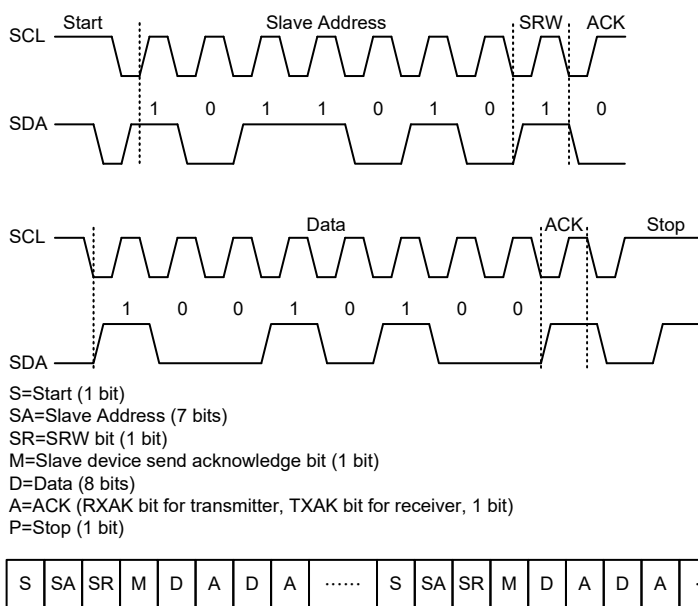 Start Slave Address SRW ACK
SCL
1 0 1 1 0 1 0 1 0
SDA
Data ACK Stop
SCL
1 0 0 1 0 1 0 0
SDA
S=Start (1 bit)
SA=Slave Address (7 bits)
SR=SRW bit (1 bit)
M=Slave device send acknowledge bit (1 bit)
D=Data (8 bits)
A=ACK (RXAK bit for transmitter, TXAK bit for receiver, 1 bit)
P=Stop (1 bit)
S SA SR M D A D A ...... S SA SR M D A D A